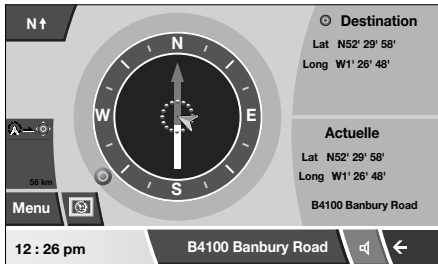 N↑
Destination
Lat N52' 29' 58'
Long W1' 26' 48'
N
W
E
S
56 km
Actuelle
Lat N52' 29' 58'
Long W1' 26' 48'
B4100 Banbury Road
Menu
12 : 26 pm
B4100 Banbury Road